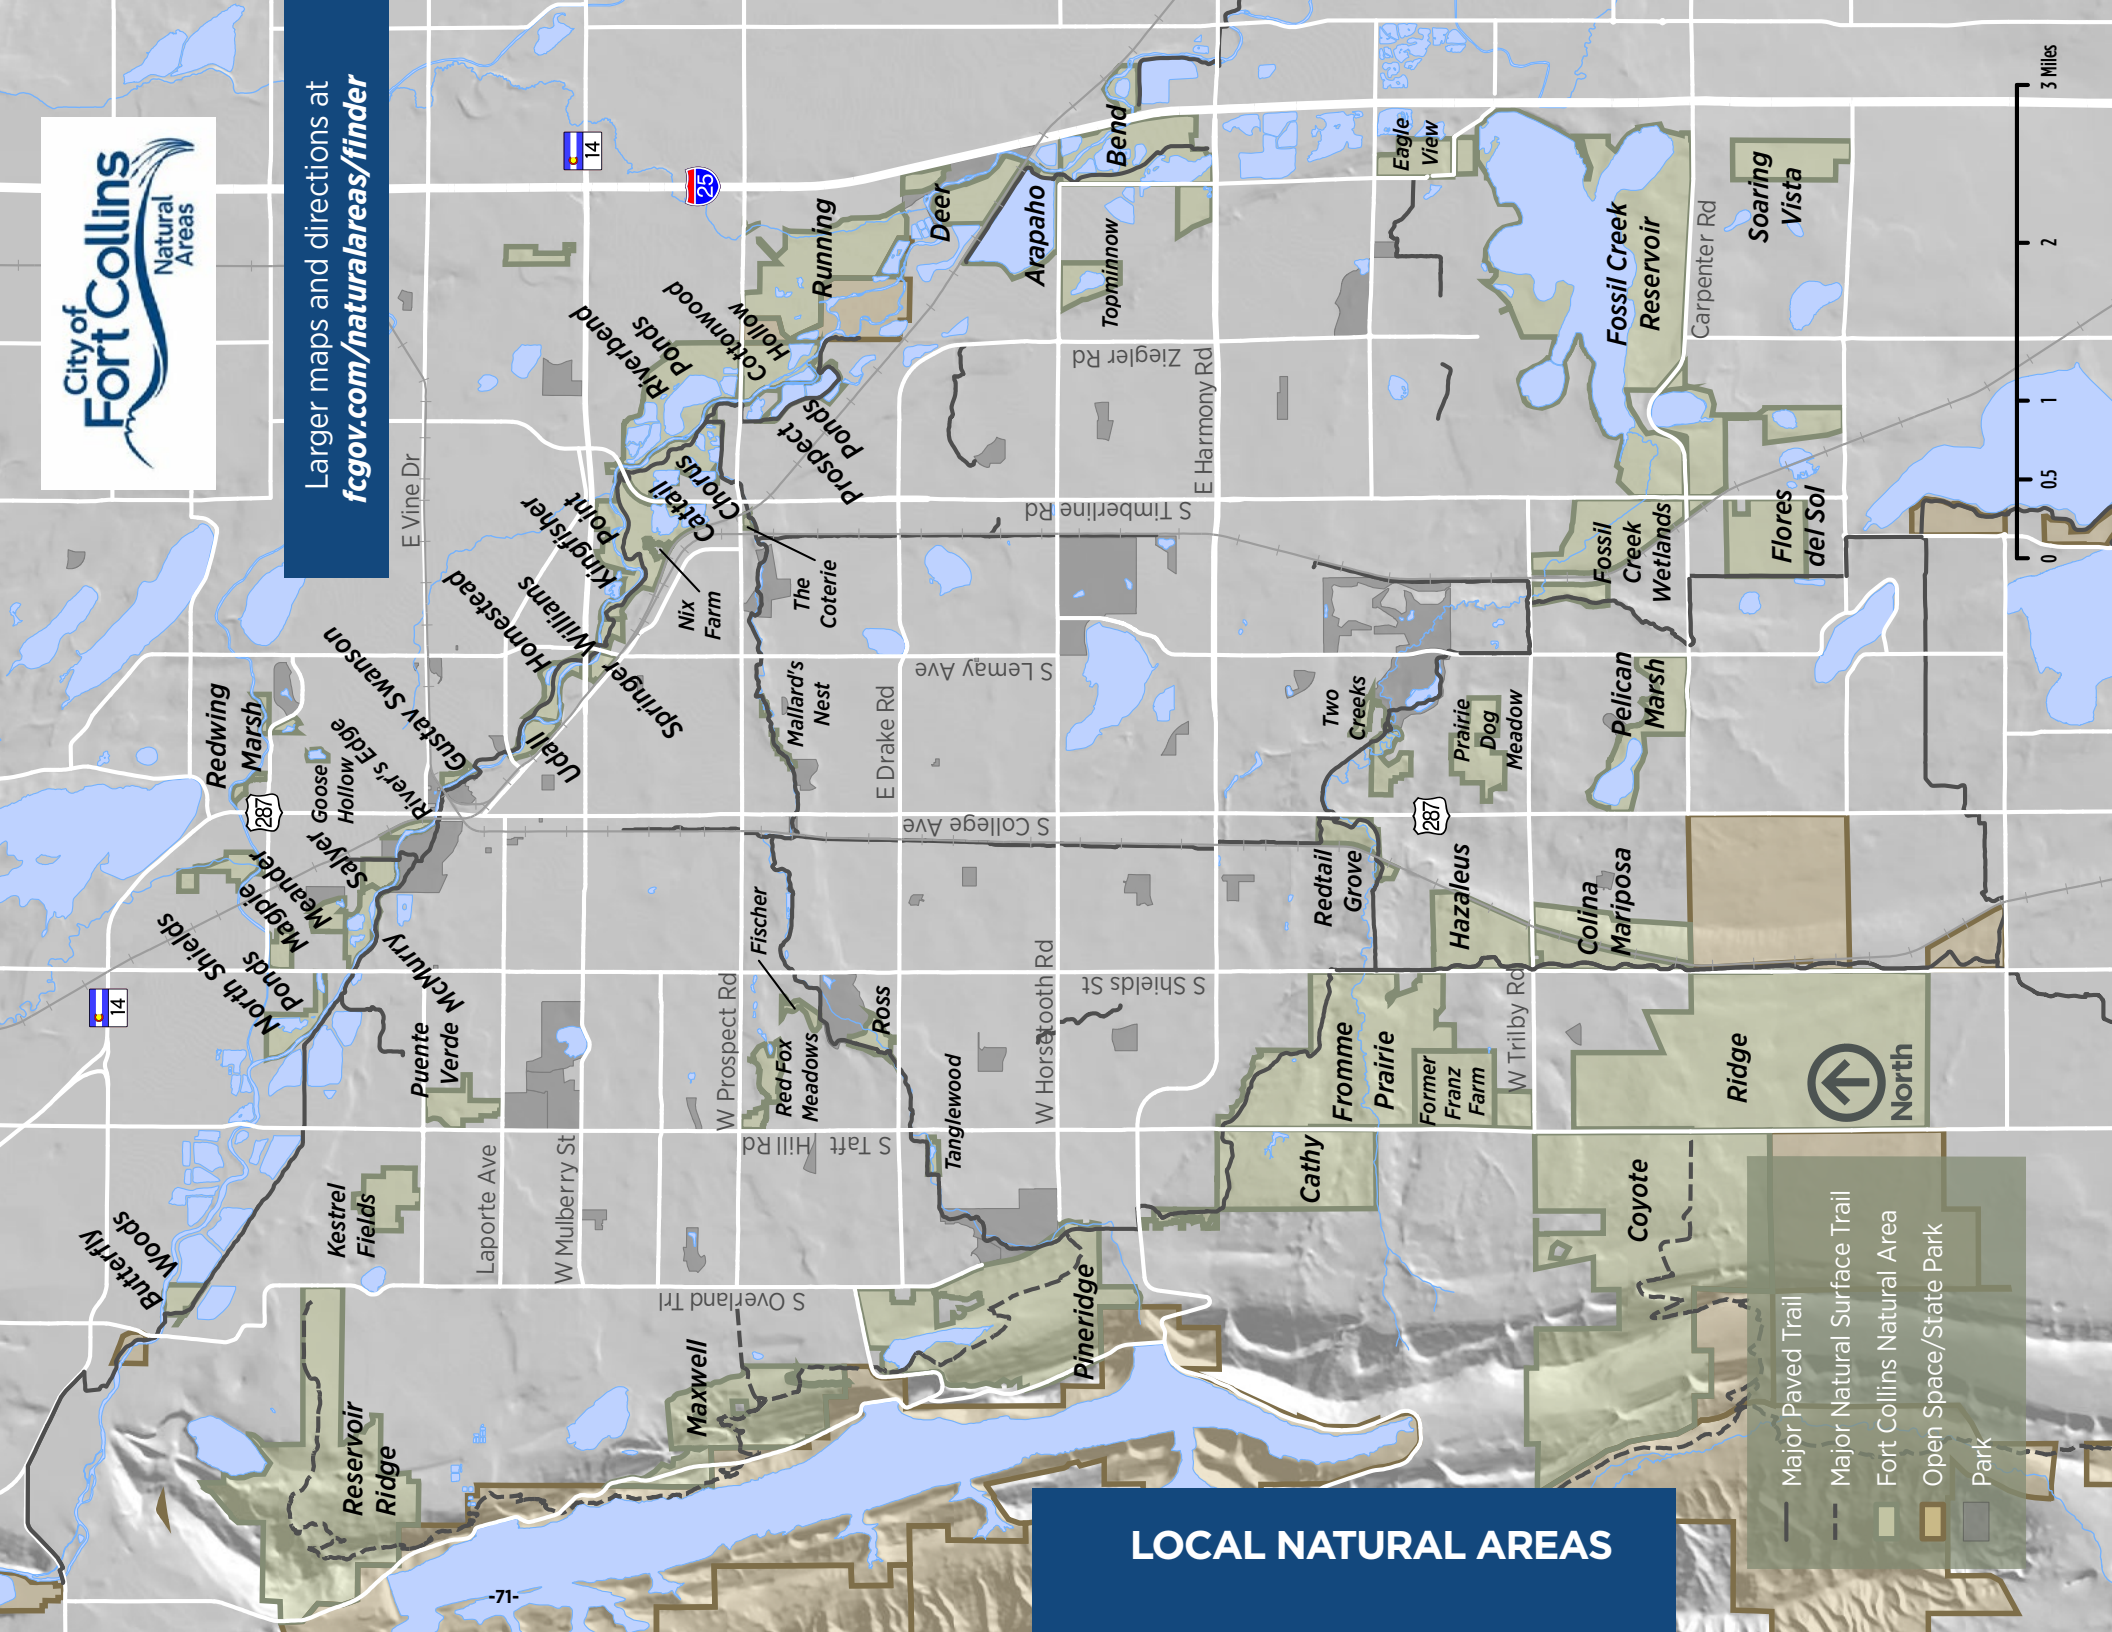 City of
Fort Collins
Natural
Areas
Larger maps and directions at
fcgov.com/naturalareas/finder
14
25
E Vine Dr
Redwing
Marsh
287
Goose
Hollow
River's Edge
Gustav Swanson
Homestead
Williams
Springer
Udall
Kingfisher
Point
Riverbend
Ponds
Cottonwood
Hollow
Running
Deer
Arapaho
Bend
Topminnow
Cattail
Chorus
Prospect
Ponds
Nix
Farm
The
Coterie
Mallard's
Nest
E Drake Rd
S Lemay Ave
S College Ave
S Timberline Rd
Ziegler Rd
E Harmony Rd
Eagle
View
Fossil Creek
Reservoir
Carpenter Rd
Soaring
Vista
Fossil
Creek
Wetlands
Flores
del Sol
Two
Creeks
Prairie
Dog
Meadow
Pelican
Marsh
287
Redtail
Grove
Hazaleus
Colina
Mariposa
14
North Shields
Ponds
Magpie
Meander
Salyer
McMurry
Puente
Verde
Butterfly
Woods
Kestrel
Fields
Laporte Ave
W Mulberry St
W Prospect Rd
Fischer
Red Fox
Meadows
Ross
S Taft Hill Rd
Tanglewood
W Horsetooth Rd
S Shields St
S Overland Trl
Reservoir
Ridge
Maxwell
Pineridge
Cathy
Fromme
Prairie
Former
Franz
Farm
W Trilby Rd
Coyote
Ridge
North
0
0.5
1
2
3 Miles
Major Paved Trail
Major Natural Surface Trail
Fort Collins Natural Area
Open Space/State Park
Park
LOCAL NATURAL AREAS
-71-